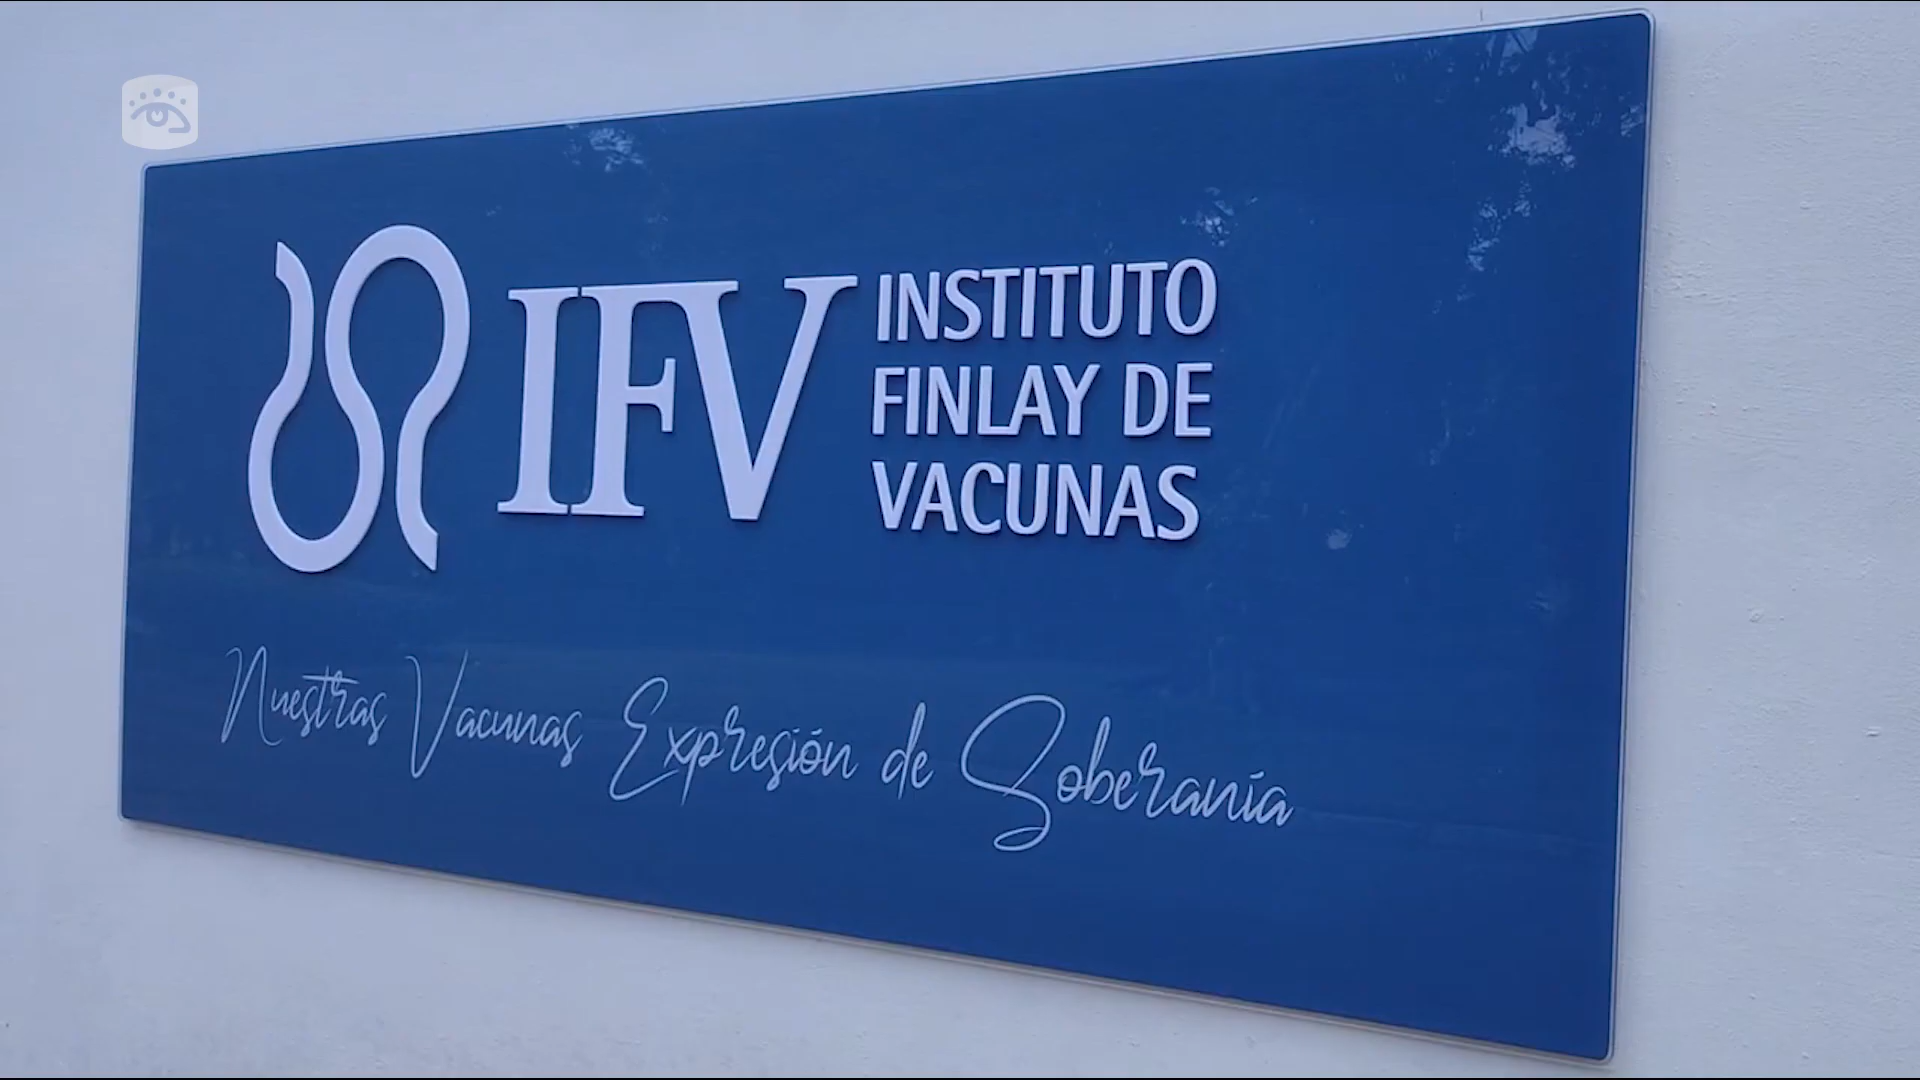 IFV
INSTITUTO
FINLAY DE
VACUNAS
Nuestras Vacunas Expresión de Soberanía